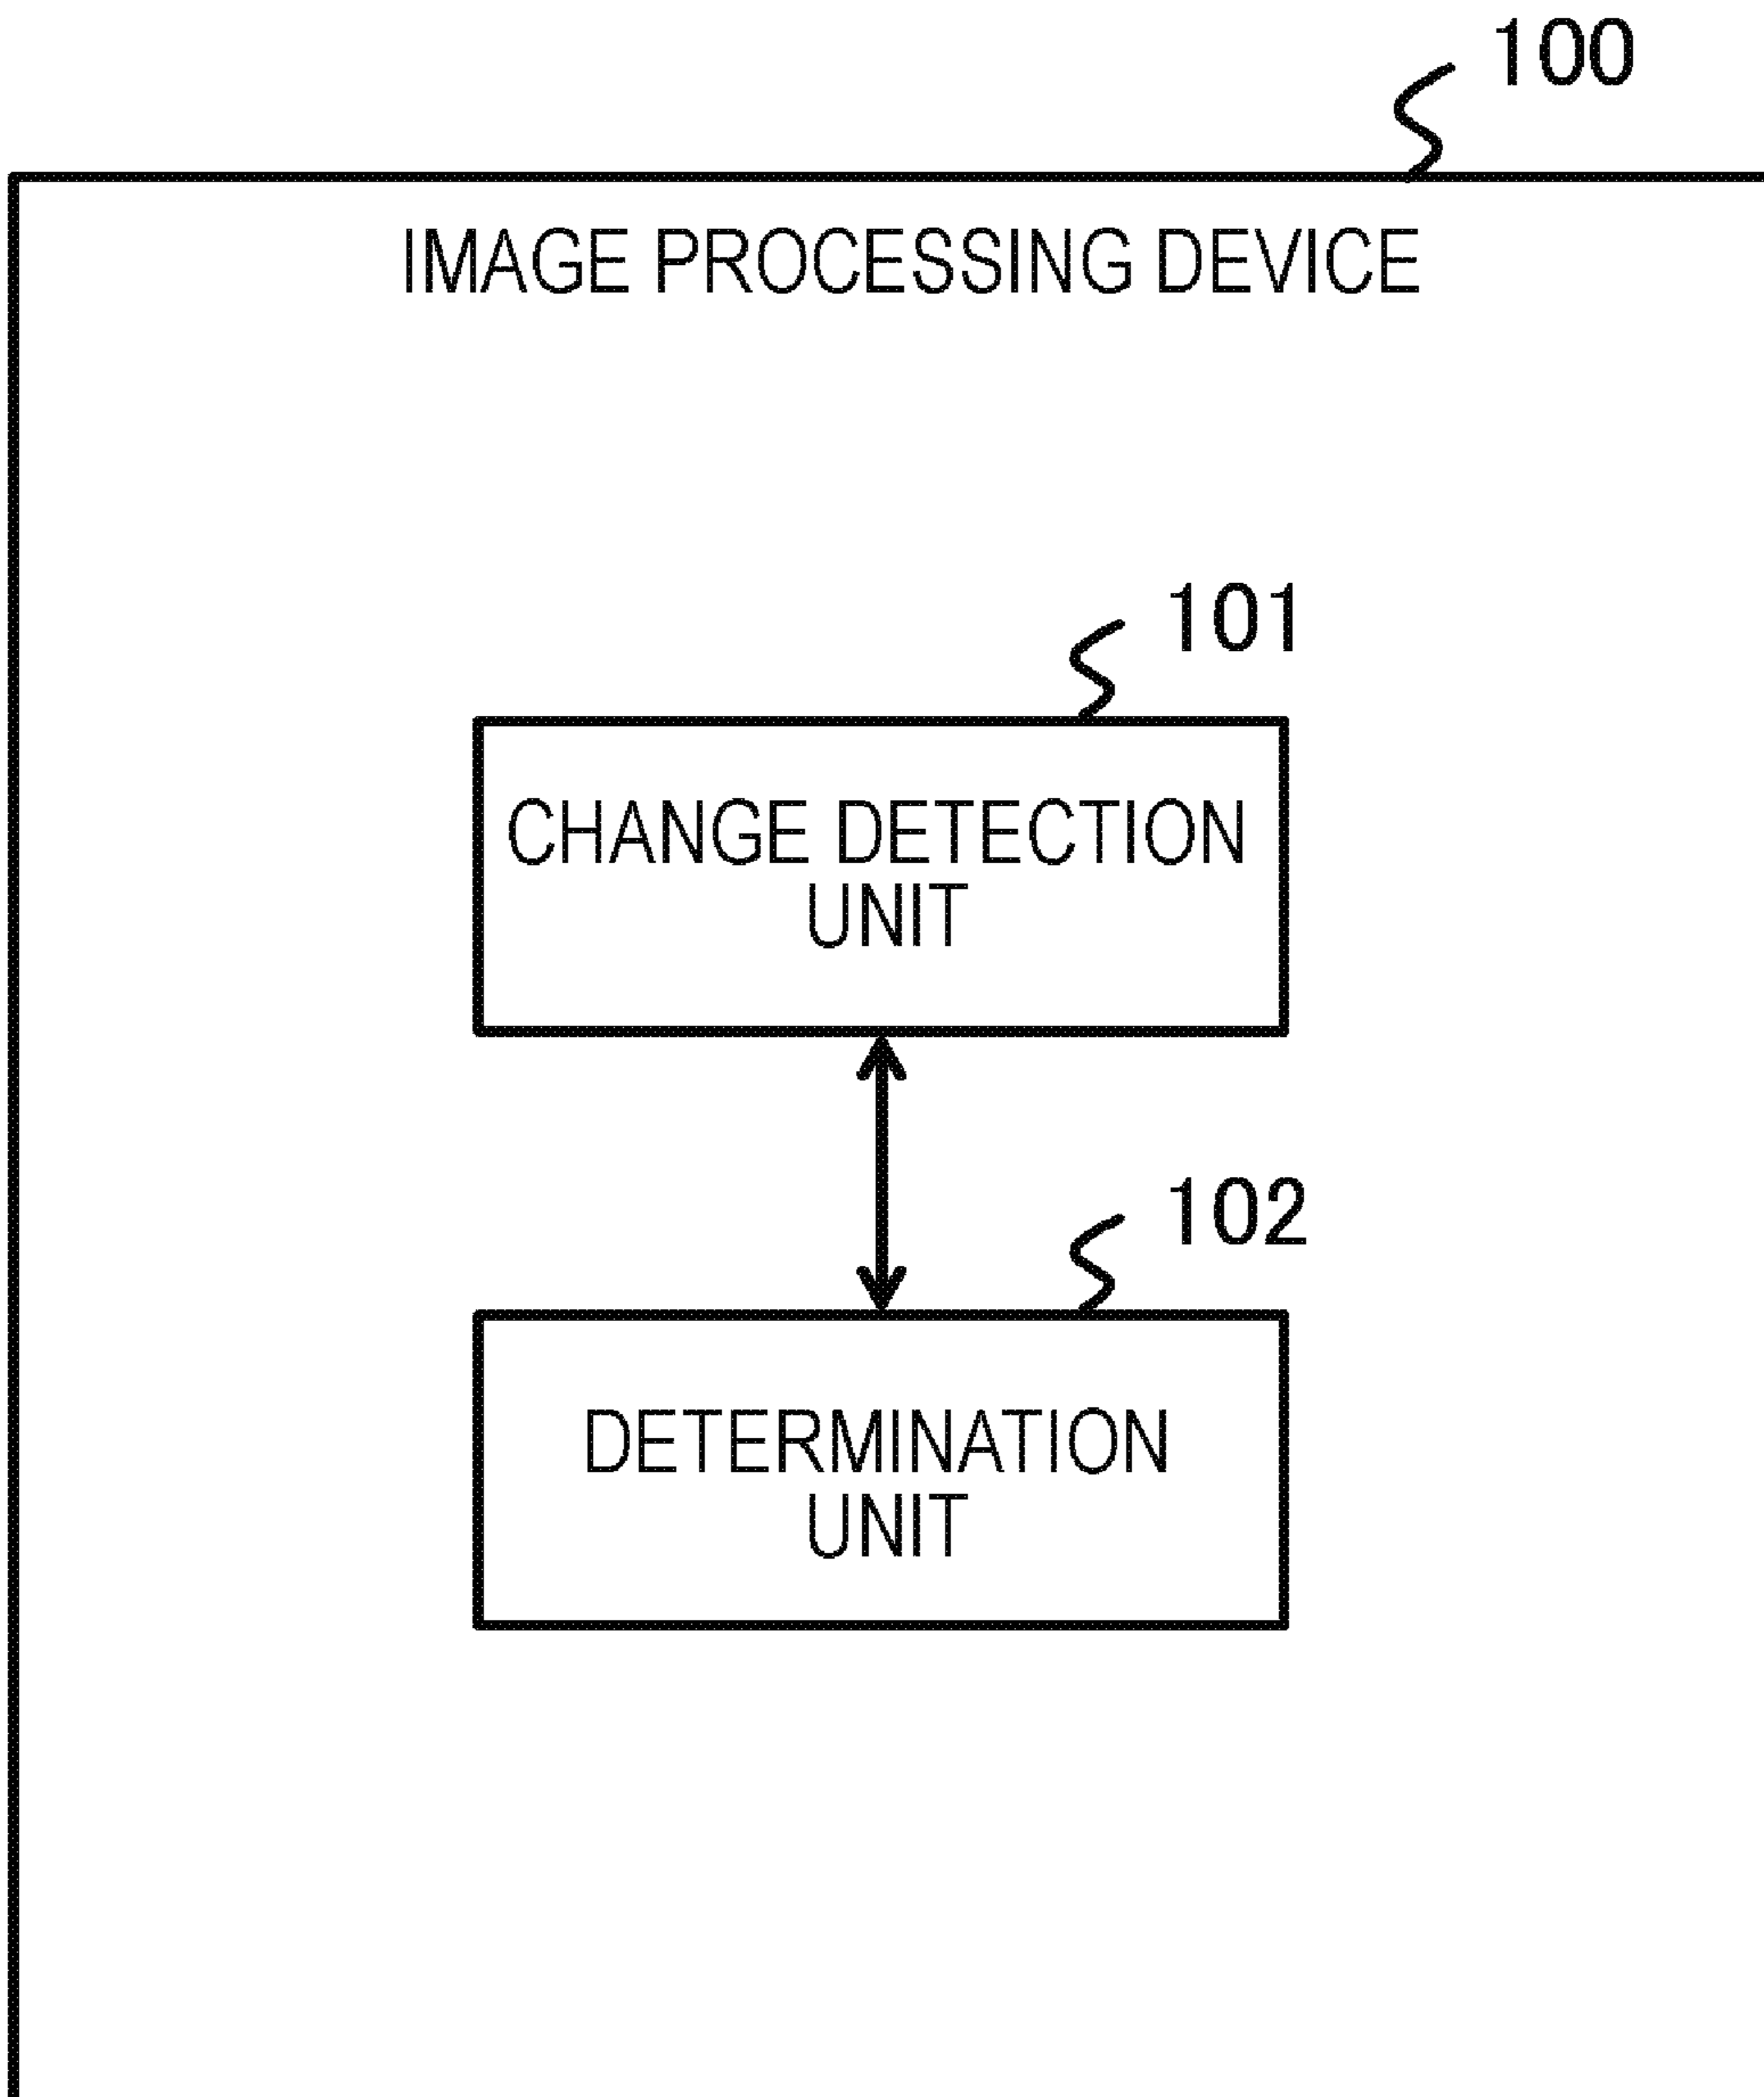 100
IMAGE PROCESSING DEVICE
101
CHANGE DETECTION
UNIT
102
DETERMINATION
UNIT